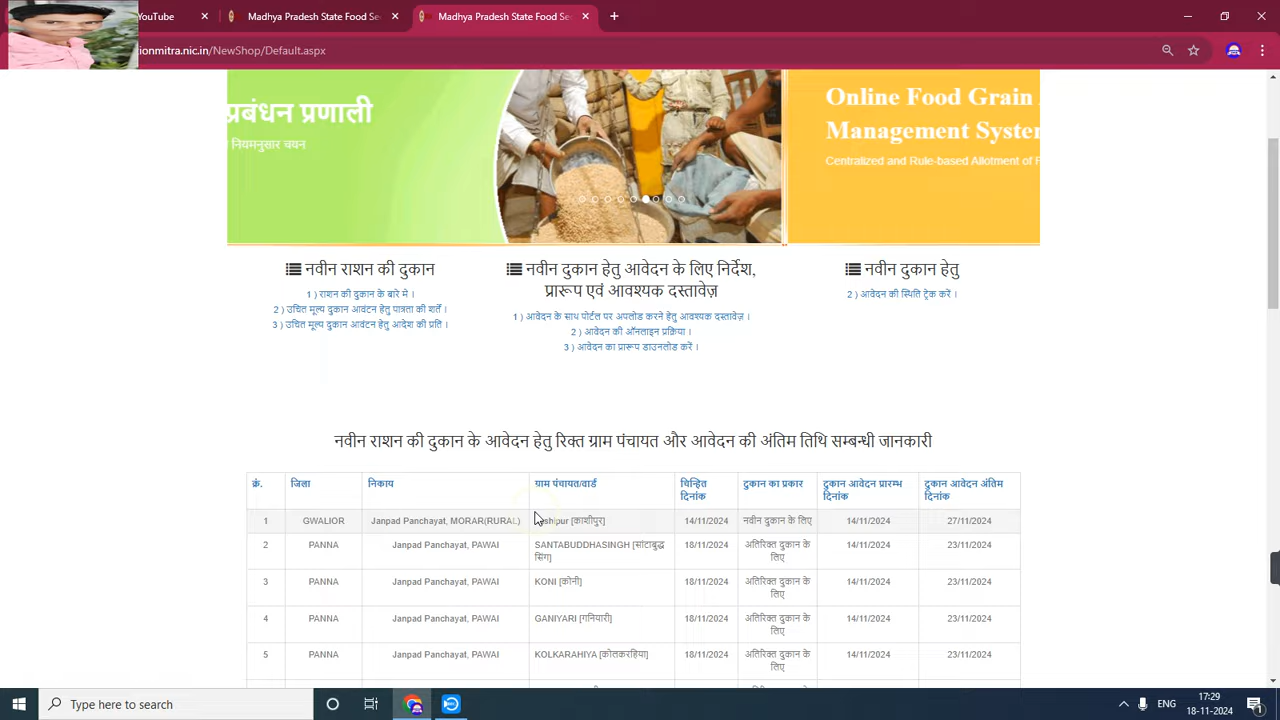 YouTube
Madhya Pradesh State Food Se
Madhya Pradesh State Food Se
ionmitra.nic.in/NewShop/Default.aspx
प्रबंधन प्रणाली
नियमनुसार चयन
Online Food Grain
Management System
Centralized and Rule-based Allotment of F
नवीन राशन की दुकान
1 ) राशन की दुकान के बारे में ।
2 ) उचित मूल्य दुकान आवंटन हेतु पात्रता की शर्तें ।
3 ) उचित मूल्य दुकान आवंटन हेतु आदेश की प्रति ।
नवीन दुकान हेतु आवेदन के लिए निर्देश,
प्रारूप एवं आवश्यक दस्तावेज़
1 ) आवेदन के साथ पोर्टल पर अपलोड करने हेतु आवश्यक दस्तावेज़ ।
2 ) आवेदन की ऑनलाइन प्रक्रिया ।
3 ) आवेदन का प्रारूप डाउनलोड करें ।
नवीन दुकान हेतु
2 ) आवेदन की स्थिति ट्रेक करें ।
नवीन राशन की दुकान के आवेदन हेतु रिक्त ग्राम पंचायत और आवेदन की अंतिम तिथि सम्बन्धी जानकारी
क्रं. जिला निकाय ग्राम पंचायत/वार्ड चिन्हित दिनांक दुकान का प्रकार दुकान आवेदन प्रारम्भ दिनांक दुकान आवेदन अंतिम दिनांक
1 GWALIOR Janpad Panchayat, MORAR(RURAL) [काशीपुर] 14/11/2024 नवीन दुकान के लिए 14/11/2024 27/11/2024
2 PANNA Janpad Panchayat, PAWAI SANTABUDDHASINGH [सांटाबुद्ध सिंग] 18/11/2024 अतिरिक्त दुकान के लिए 14/11/2024 23/11/2024
3 PANNA Janpad Panchayat, PAWAI KONI [कोनी] 18/11/2024 अतिरिक्त दुकान के लिए 14/11/2024 23/11/2024
4 PANNA Janpad Panchayat, PAWAI GANIYARI [गनियारी] 18/11/2024 अतिरिक्त दुकान के लिए 14/11/2024 23/11/2024
5 PANNA Janpad Panchayat, PAWAI KOLKARAHIYA [कोलकरहिया] 18/11/2024 अतिरिक्त दुकान के लिए 14/11/2024 23/11/2024
Type here to search
17:29
18-11-2024